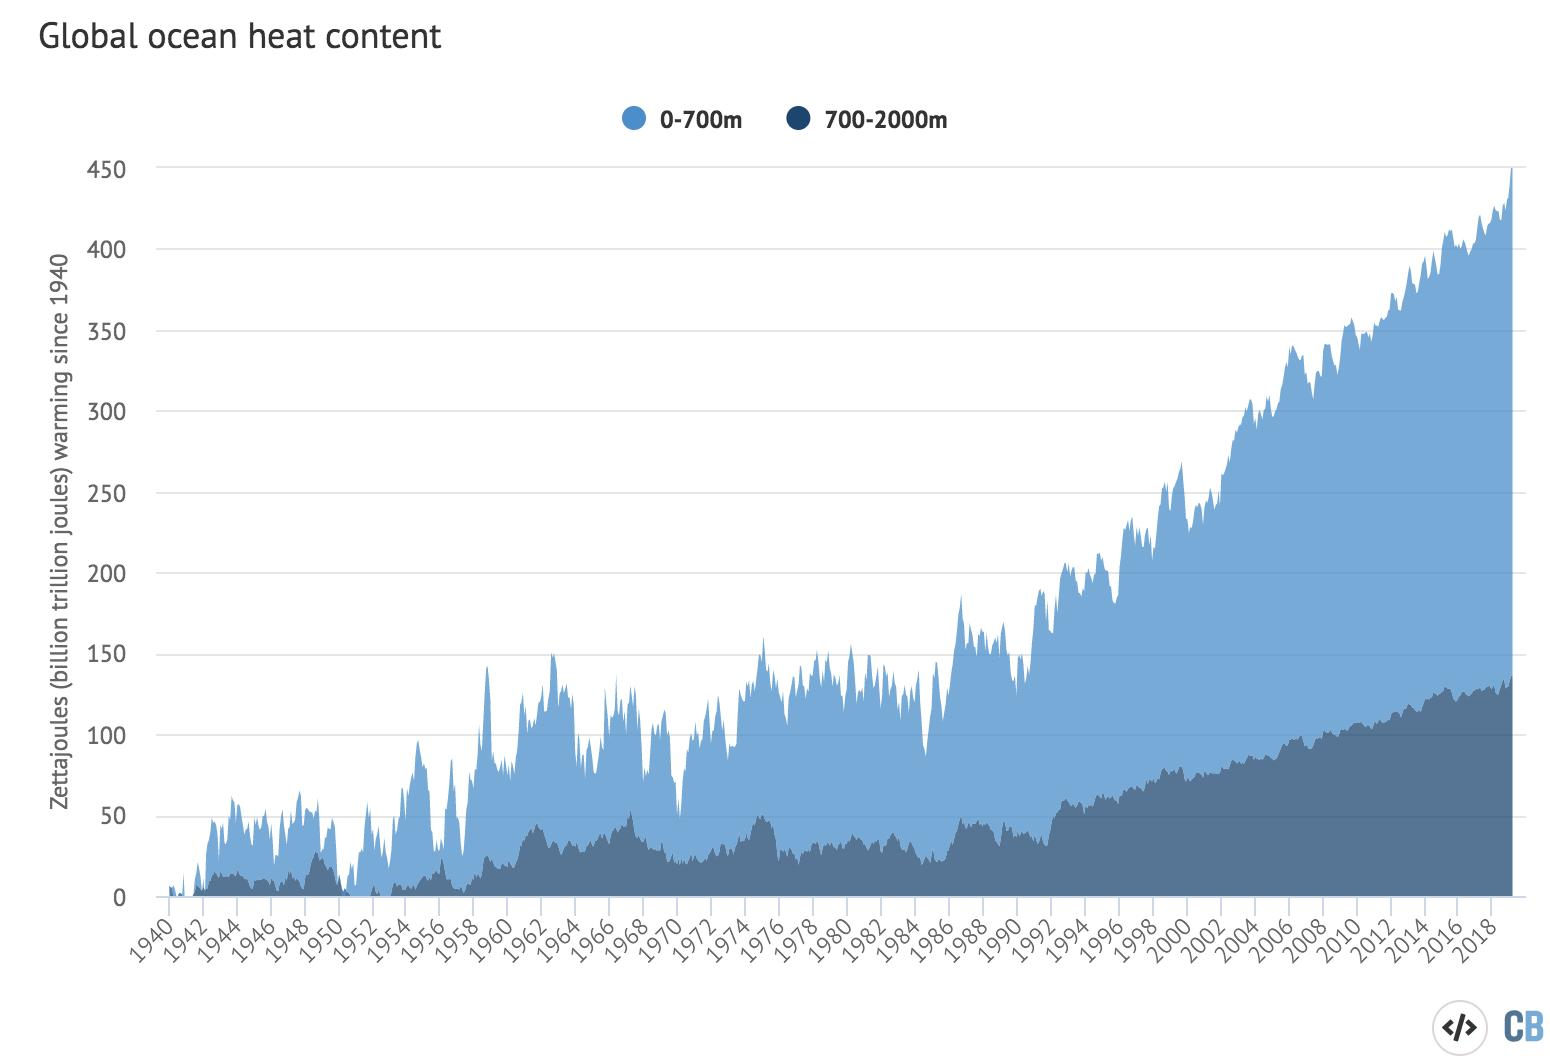 Global ocean heat content
0-700m 700-2000m
Zettajoules (billion trillion joules) warming since 1940
450
400
350
300
250
200
150
100
50
0
1940 1942 1944 1946 1948 1950 1952 1954 1956 1958 1960 1962 1964 1966 1968 1970 1972 1974 1976 1978 1980 1982 1984 1986 1988 1990 1992 1994 1996 1998 2000 2002 2004 2006 2008 2010 2012 2014 2016 2018
</> CB